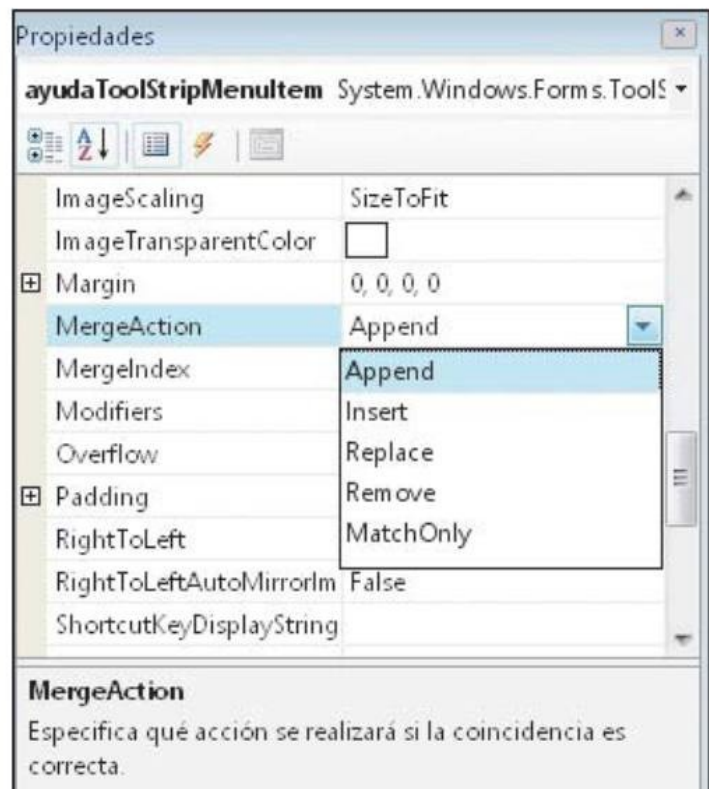 Propiedades
ayudaToolStripMenuItem System.Windows.Forms.ToolS
ImageScaling SizeToFit
ImageTransparentColor
Margin 0, 0, 0, 0
MergeAction Append
MergeIndex Append
Modifiers Insert
Overflow Replace
Padding Remove
RightToLeft MatchOnly
RightToLeftAutoMirrorIm False
ShortcutKeyDisplayString
MergeAction
Especifica qué acción se realizará si la coincidencia es
correcta.